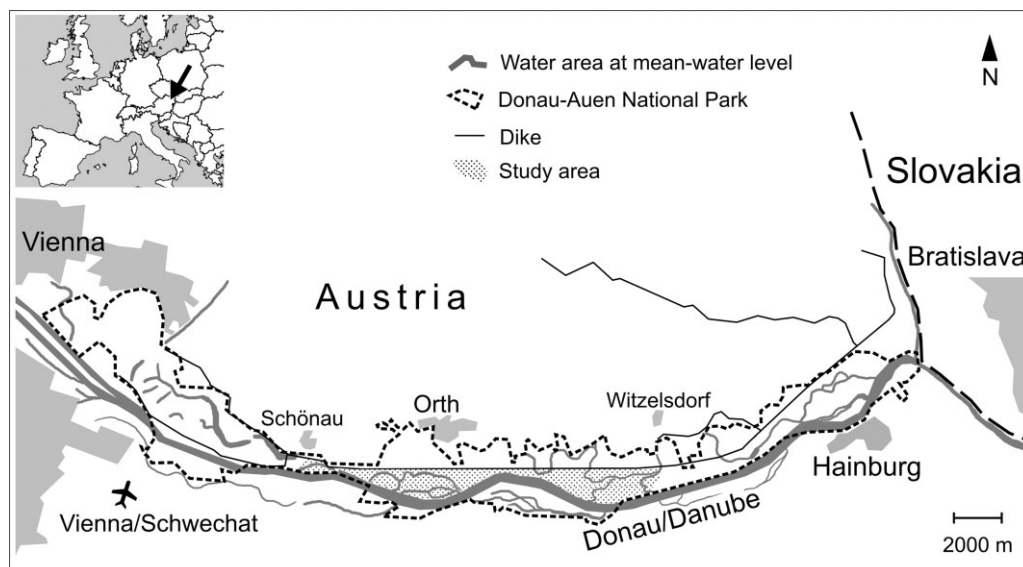 Water area at mean-water level
Donau-Auen National Park
Dike
Study area
N
Slovakia
Vienna
Bratislava
Austria
Schönau
Orth
Witzelsdorf
Hainburg
Vienna/Schwechat
Donau/Danube
2000 m